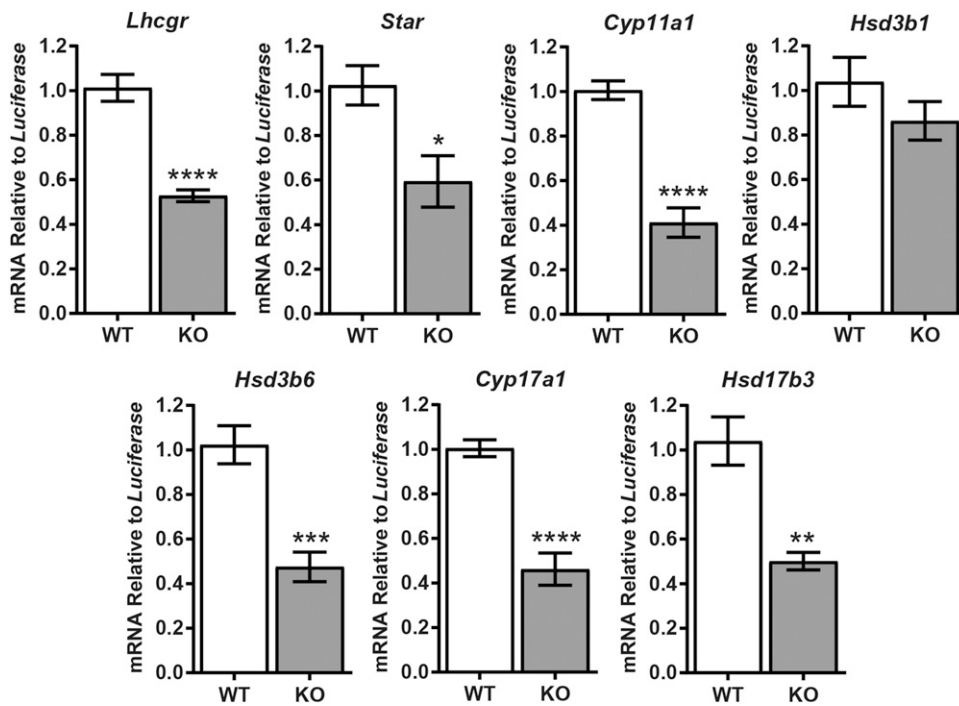 Lhcgr
mRNA Relative to Luciferase
1.2
1.0
0.8
0.6
0.4
0.2
0.0
****
WT
KO
Star
mRNA Relative to Luciferase
1.2
1.0
0.8
0.6
0.4
0.2
0.0
*
WT
KO
Cyp11a1
mRNA Relative to Luciferase
1.2
1.0
0.8
0.6
0.4
0.2
0.0
****
WT
KO
Hsd3b1
mRNA Relative to Luciferase
1.2
1.0
0.8
0.6
0.4
0.2
0.0
WT
KO
Hsd3b6
mRNA Relative to Luciferase
1.2
1.0
0.8
0.6
0.4
0.2
0.0
***
WT
KO
Cyp17a1
mRNA Relative to Luciferase
1.2
1.0
0.8
0.6
0.4
0.2
0.0
****
WT
KO
Hsd17b3
mRNA Relative to Luciferase
1.2
1.0
0.8
0.6
0.4
0.2
0.0
**
WT
KO